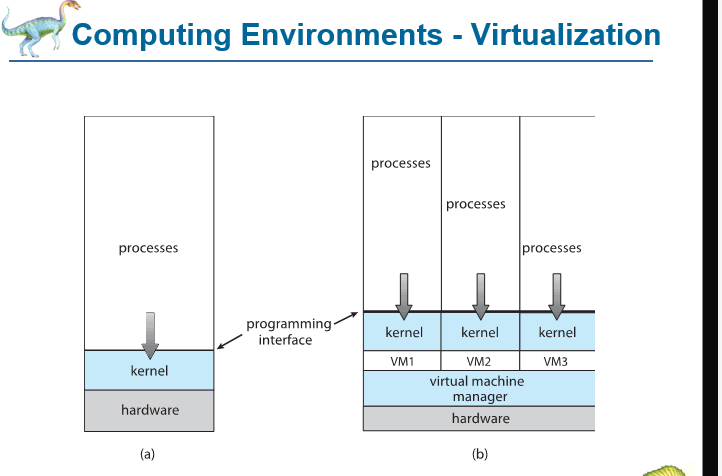 Computing Environments - Virtualization
processes
kernel
hardware
(a)
programming
interface
processes
processes
processes
kernel
kernel
kernel
VM1
VM2
VM3
virtual machine
manager
hardware
(b)